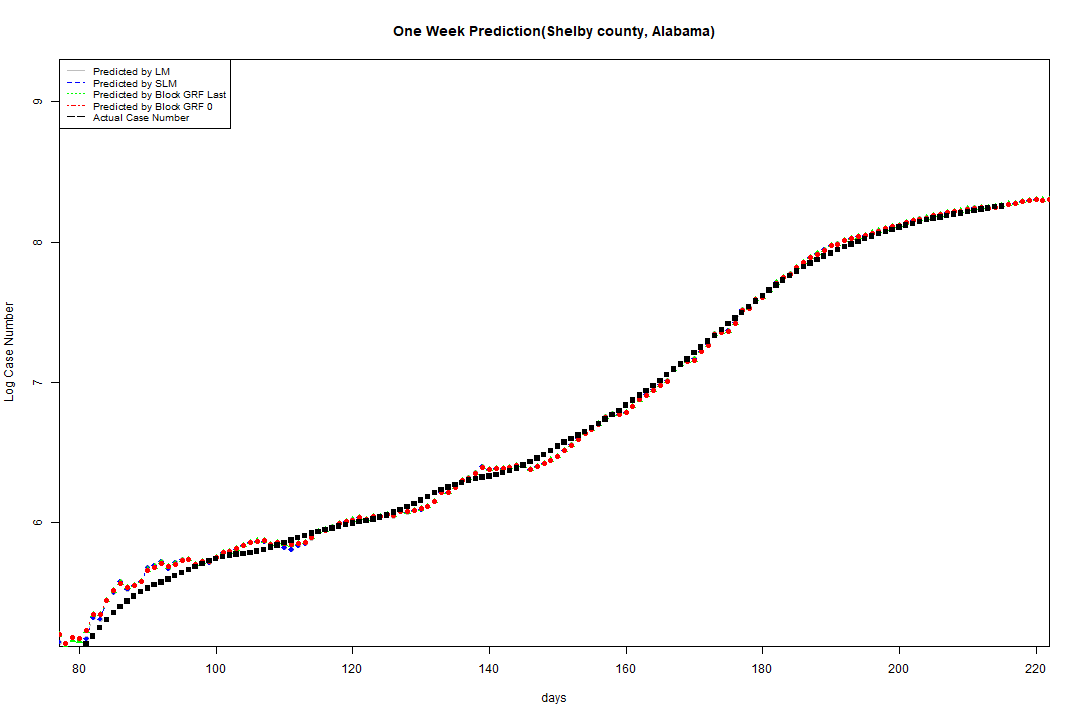 One Week Prediction(Shelby county, Alabama)
Predicted by LM
Predicted by SLM
Predicted by Block GRF Last
Predicted by Block GRF 0
Actual Case Number
9
8
7
6
Log Case Number
80 100 120 140 160 180 200 220
days